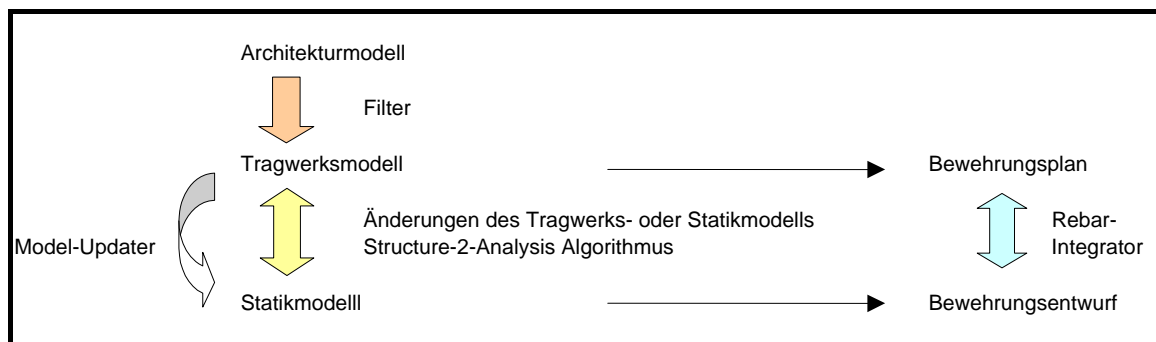 Architekturmodell
Filter
Tragwerksmodell
Bewehrungsplan
Änderungen des Tragwerks- oder Statikmodells
Structure-2-Analysis Algorithmus
Rebar-
Integrator
Model-Updater
Statikmodelll
Bewehrungsentwurf